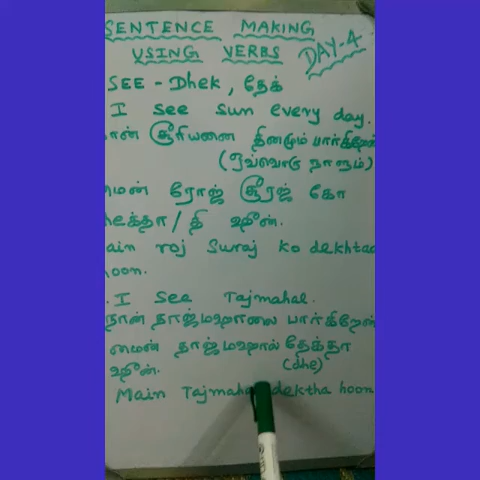 SENTENCE MAKING
USING VERBS DAY-4
SEE - Dhek, தேக்
I see sun every day.
நான் சூரியனை தினமும் பார்கிறேன்
(ஒவ்வொரு நாளும்)
மைன் ரோஜ் சூரஜ் கோ
தேக்தா / தி ஹூன்.
main roj Suraj ko dekhtaa
hoon.
. I see Tajmahal.
நான் தாஜ்மஹாலை பார்கிறேன்
மைன் தாஜ்மஹால் தேக்தா
ஹூன். (dhe)
Main Tajmahal dektha hoon